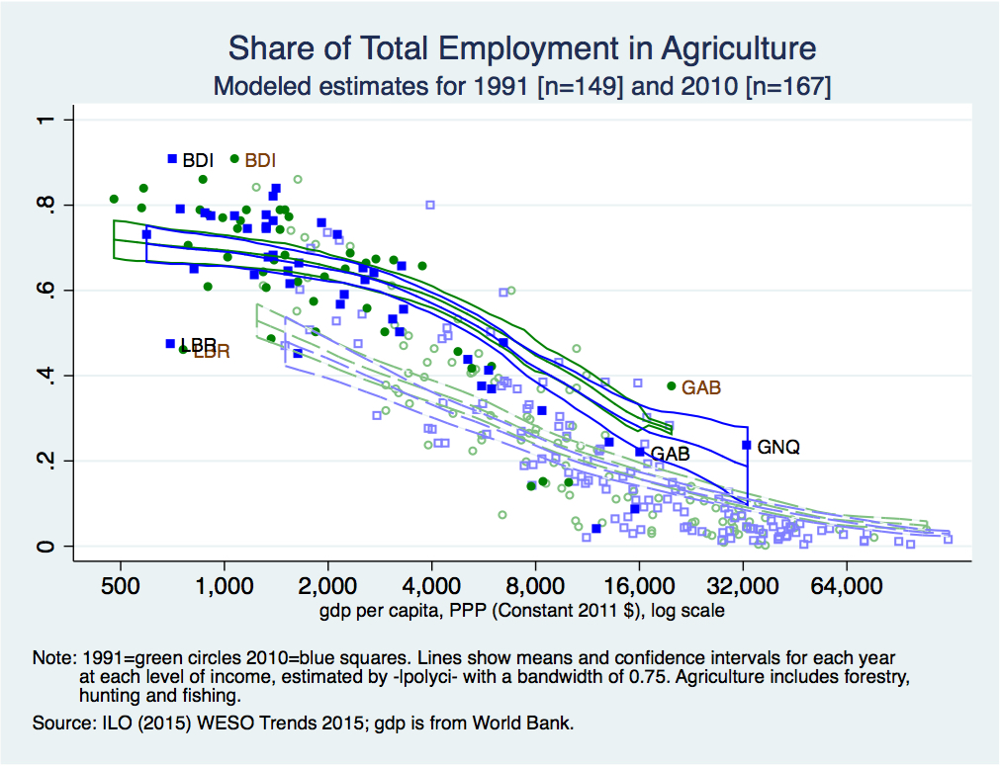 Share of Total Employment in Agriculture
Modeled estimates for 1991 [n=149] and 2010 [n=167]
1
.8
.6
.4
.2
0
BDI
BDI
LBR
LBR
GAB
GAB
GNQ
500 1,000 2,000 4,000 8,000 16,000 32,000 64,000
gdp per capita, PPP (Constant 2011 $), log scale
Note: 1991=green circles 2010=blue squares. Lines show means and confidence intervals for each year
at each level of income, estimated by -lpolyci- with a bandwidth of 0.75. Agriculture includes forestry,
hunting and fishing.
Source: ILO (2015) WESO Trends 2015; gdp is from World Bank.